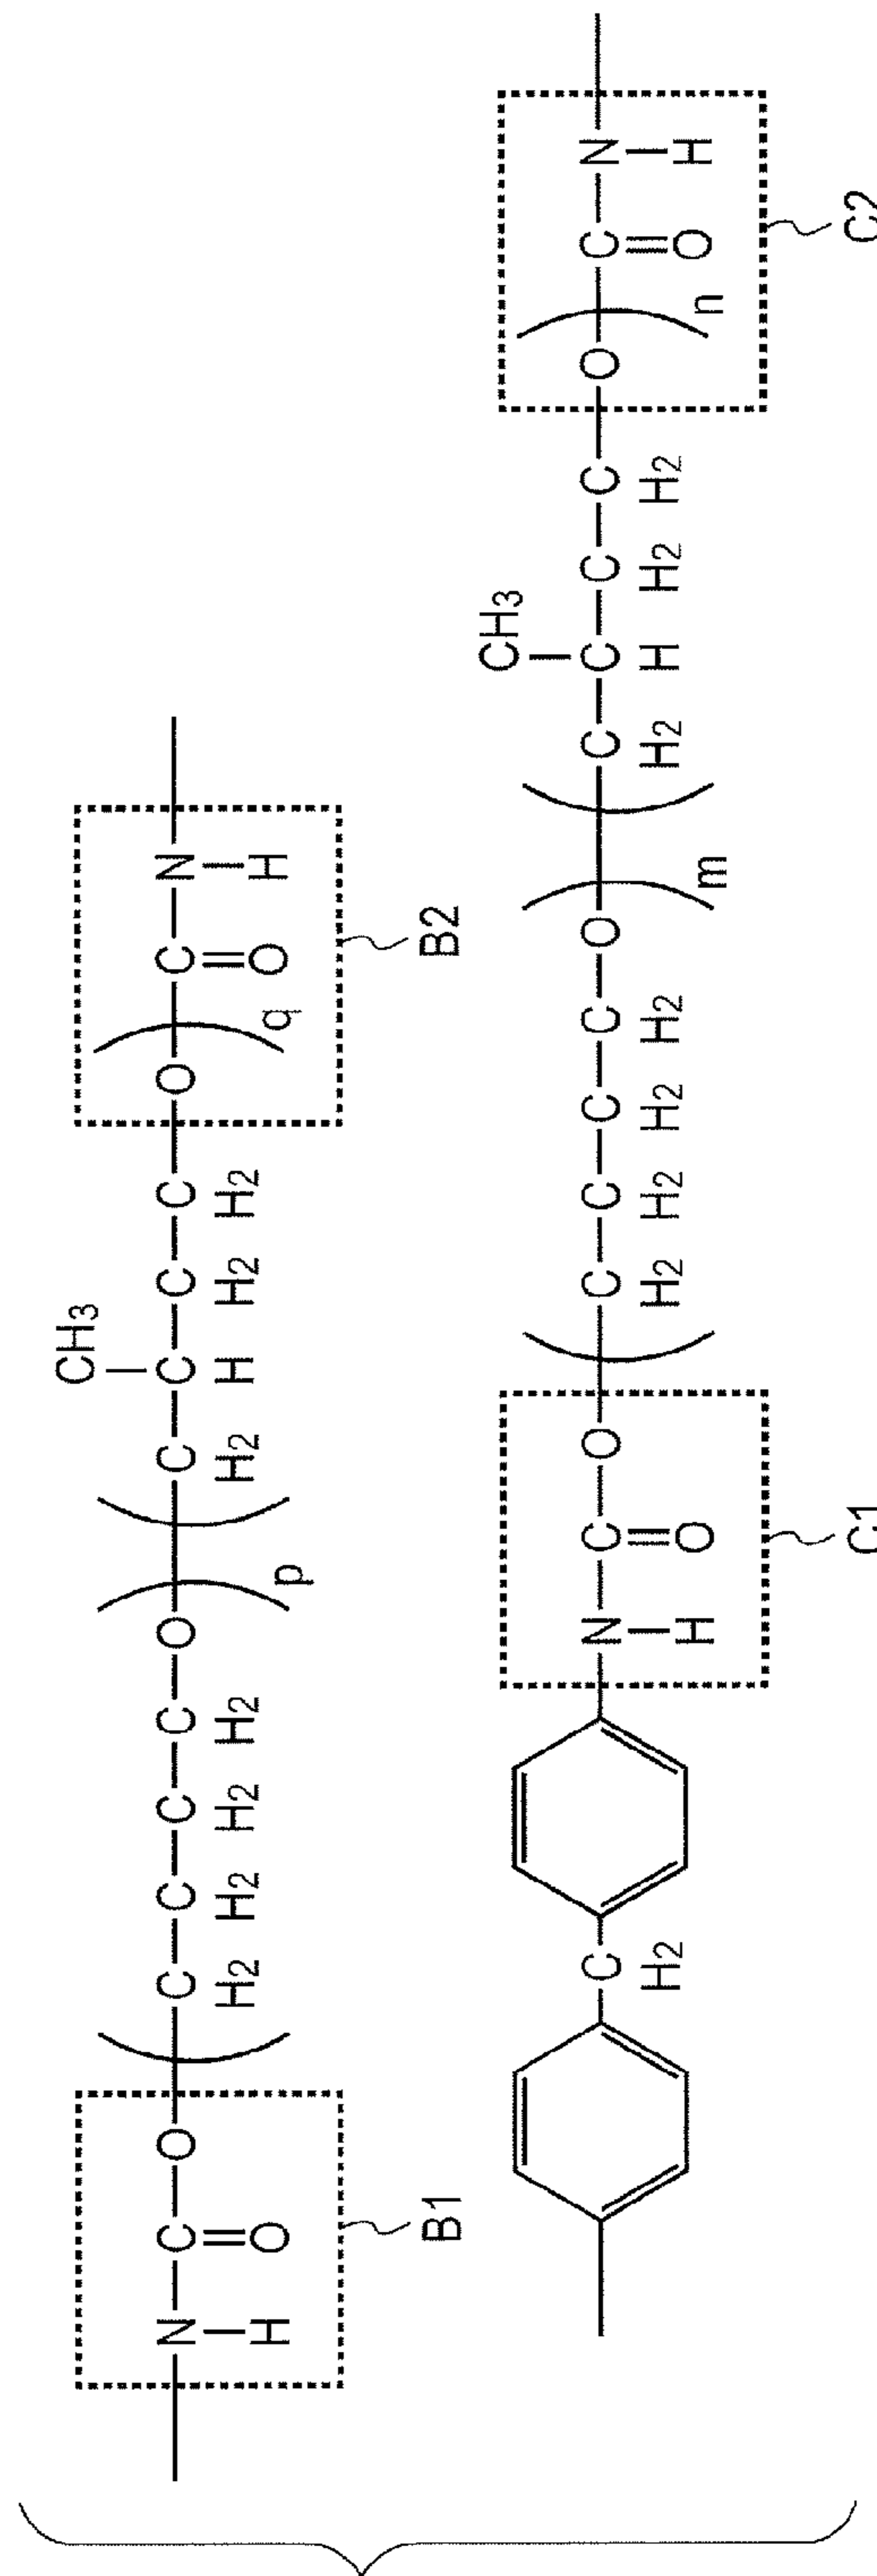 CH3 CH3
N—C—O—C—C—C—C—O—C—C—C—C—O—C—N
H O H2 H2 H2 H2 p H2 H H2 H2 q O H
B1 B2
CH3
C—N—C—O—C—C—C—C—O—C—C—C—C—O—C—N
H2 H O H2 H2 H2 H2 m H2 H H2 H2 n O H
C1 C2